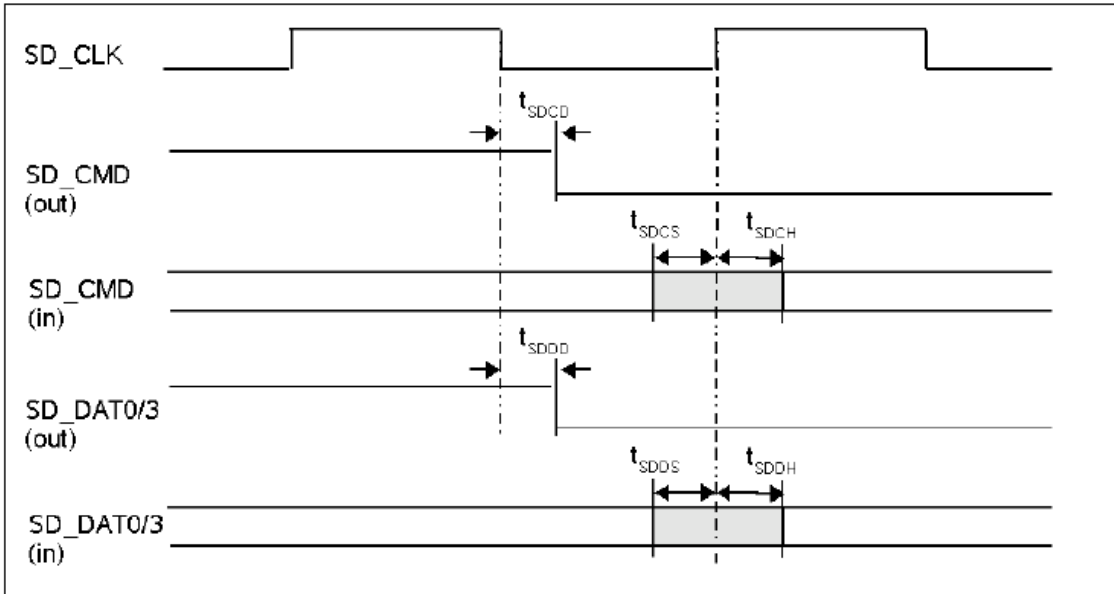 SD_CLK
tSDCD
SD_CMD
(out)
tSDCS
tSDCH
SD_CMD
(in)
tSDDD
SD_DAT0/3
(out)
tSDDS
tSDDH
SD_DAT0/3
(in)